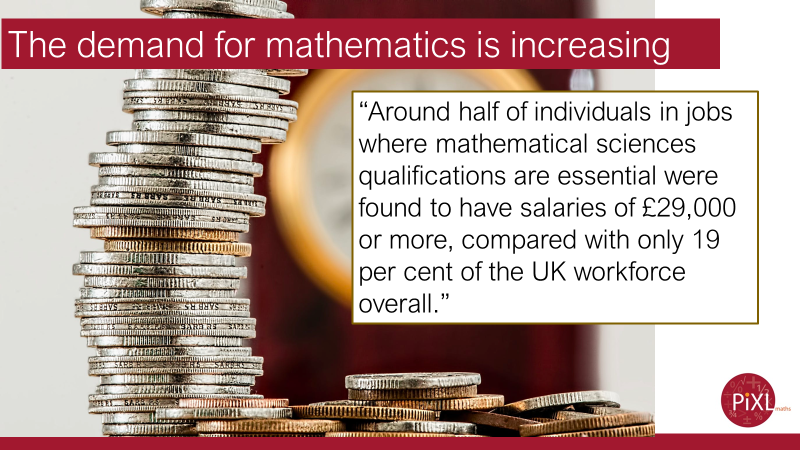 The demand for mathematics is increasing
“Around half of individuals in jobs
where mathematical sciences
qualifications are essential were
found to have salaries of £29,000
or more, compared with only 19
per cent of the UK workforce
overall.”
PiXL
maths